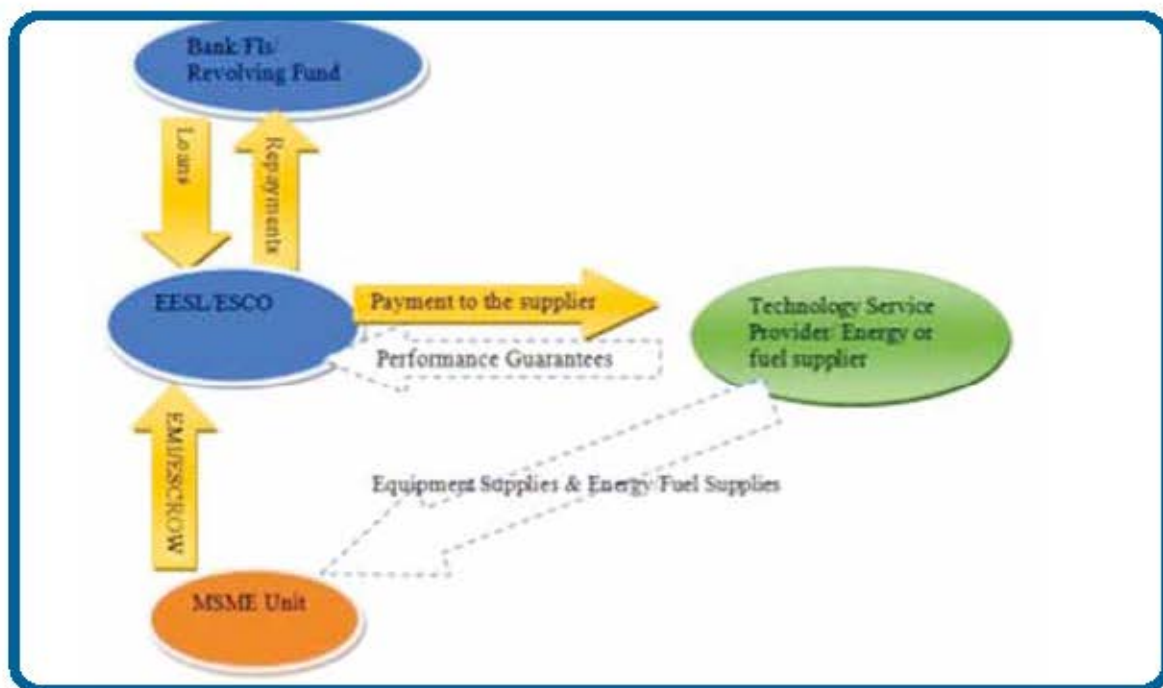 Bank/FIs/
Revolving Fund
Loans
Repayments
EESL/ESCO
Payment to the supplier
Technology Service
Provider/ Energy or
fuel supplier
Performance Guarantees
EMI/ESCROW
Equipment Supplies & Energy/Fuel Supplies
MSME Unit